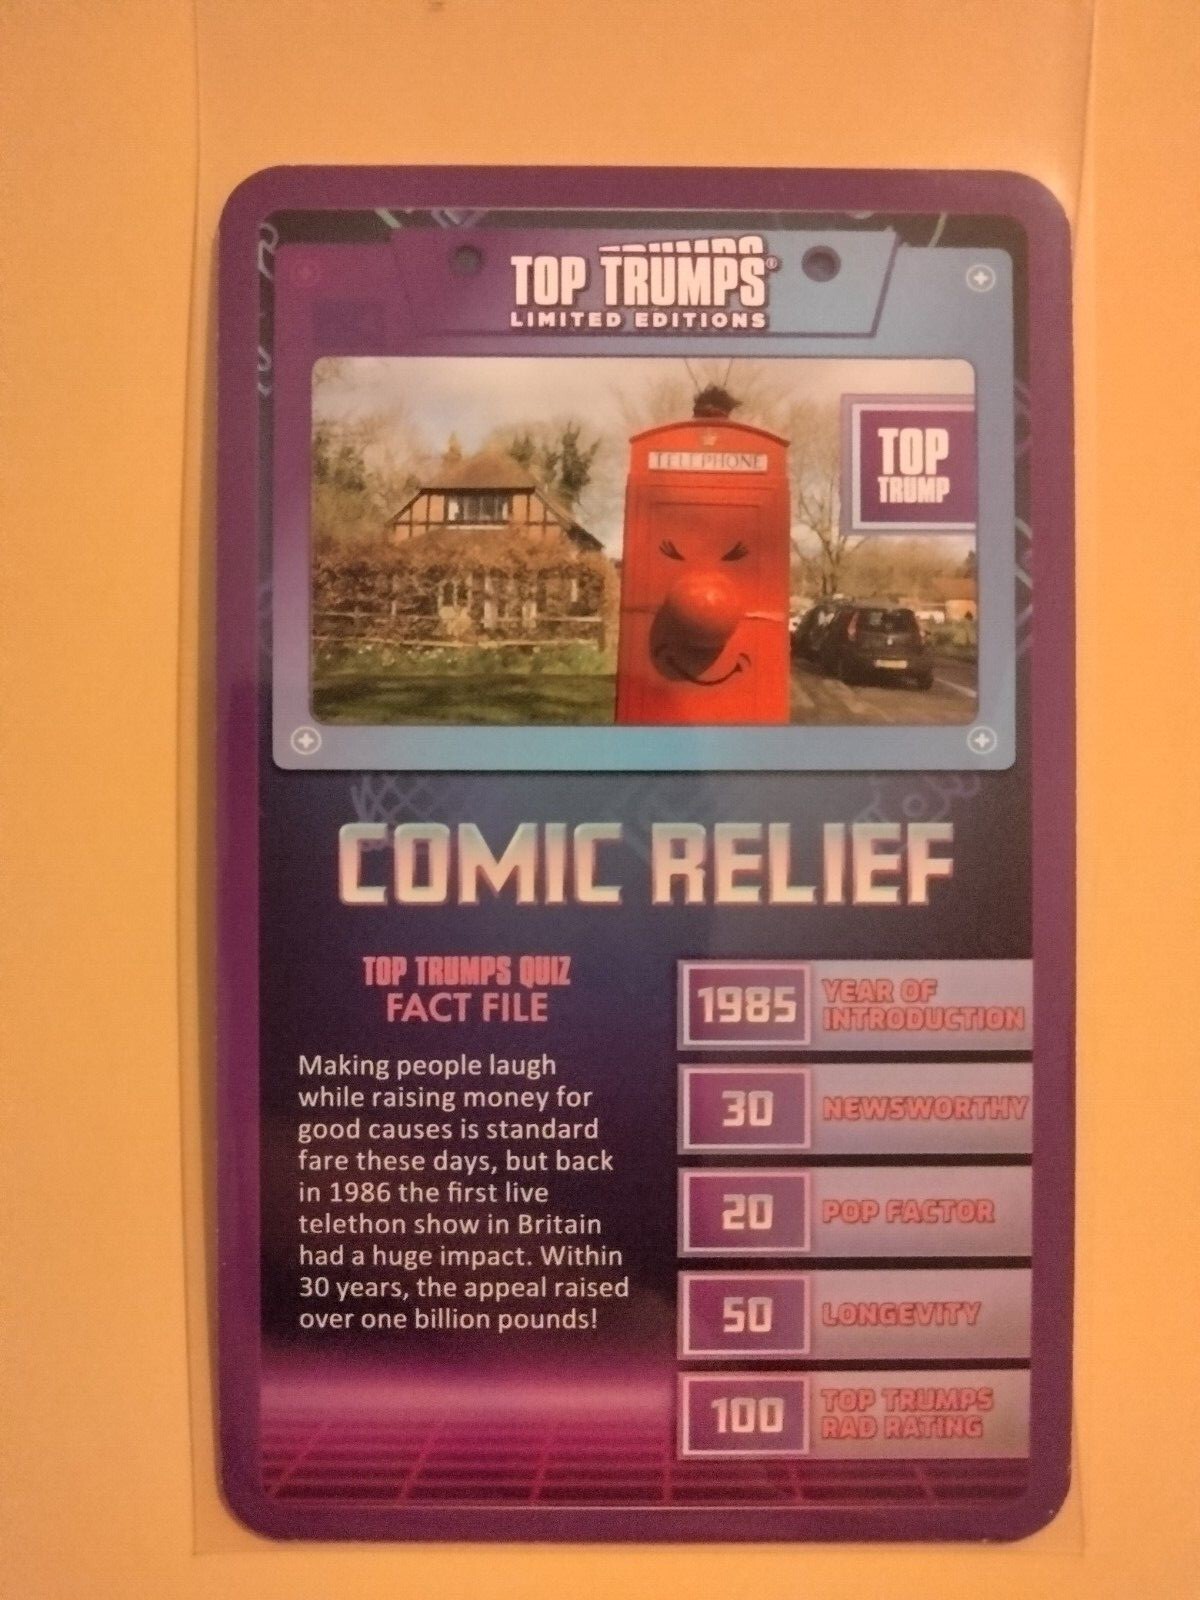 TOP TRUMPS®
LIMITED EDITIONS
TELEPHONE
TOP
TRUMP
COMIC RELIEF
TOP TRUMPS QUIZ
FACT FILE
Making people laugh
while raising money for
good causes is standard
fare these days, but back
in 1986 the first live
telethon show in Britain
had a huge impact. Within
30 years, the appeal raised
over one billion pounds!
1985 YEAR OF
INTRODUCTION
30 NEWSWORTHY
20 POP FACTOR
50 LONGEVITY
100 TOP TRUMPS
RAD RATING